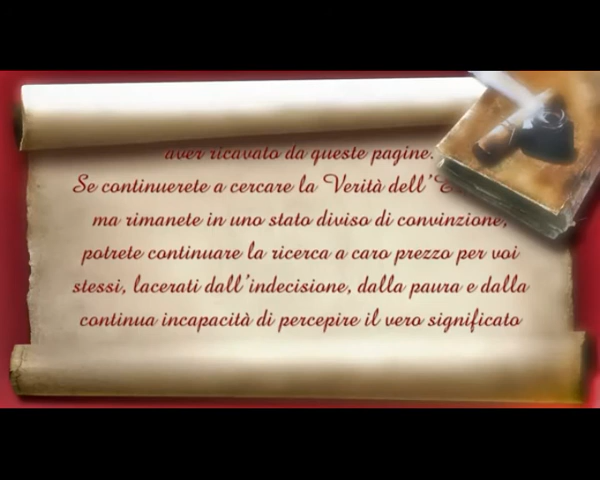 aver ricavato da queste pagine.
Se continuerete a cercare la Verità
ma rimanete in uno stato diviso di convinzione,
potrete continuare la ricerca a caro prezzo per voi
stessi, lacerati dall'indecisione, dalla paura e dalla
continua incapacità di percepire il vero significato